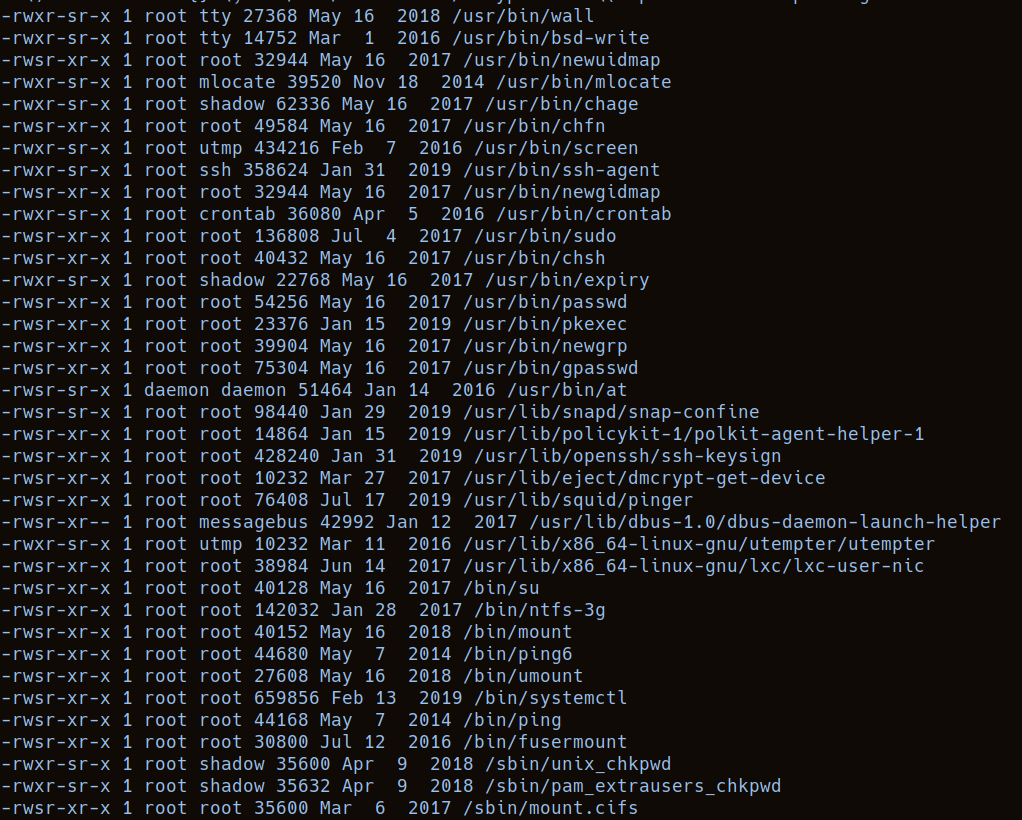 -rwxr-sr-x 1 root tty 27368 May 16  2018 /usr/bin/wall
-rwxr-sr-x 1 root tty 14752 Mar  1  2016 /usr/bin/bsd-write
-rwsr-xr-x 1 root root 32944 May 16  2017 /usr/bin/newuidmap
-rwxr-sr-x 1 root mlocate 39520 Nov 18  2014 /usr/bin/mlocate
-rwxr-sr-x 1 root shadow 62336 May 16  2017 /usr/bin/chage
-rwsr-xr-x 1 root root 49584 May 16  2017 /usr/bin/chfn
-rwxr-sr-x 1 root utmp 434216 Feb  7  2016 /usr/bin/screen
-rwxr-sr-x 1 root ssh 358624 Jan 31  2019 /usr/bin/ssh-agent
-rwsr-xr-x 1 root root 32944 May 16  2017 /usr/bin/newgidmap
-rwxr-sr-x 1 root crontab 36080 Apr  5  2016 /usr/bin/crontab
-rwsr-xr-x 1 root root 136808 Jul  4  2017 /usr/bin/sudo
-rwsr-xr-x 1 root root 40432 May 16  2017 /usr/bin/chsh
-rwxr-sr-x 1 root shadow 22768 May 16  2017 /usr/bin/expiry
-rwsr-xr-x 1 root root 54256 May 16  2017 /usr/bin/passwd
-rwsr-xr-x 1 root root 23376 Jan 15  2019 /usr/bin/pkexec
-rwsr-xr-x 1 root root 39904 May 16  2017 /usr/bin/newgrp
-rwsr-xr-x 1 root root 75304 May 16  2017 /usr/bin/gpasswd
-rwsr-sr-x 1 daemon daemon 51464 Jan 14  2016 /usr/bin/at
-rwsr-sr-x 1 root root 98440 Jan 29  2019 /usr/lib/snapd/snap-confine
-rwsr-xr-x 1 root root 14864 Jan 15  2019 /usr/lib/policykit-1/polkit-agent-helper-1
-rwsr-xr-x 1 root root 428240 Jan 31  2019 /usr/lib/openssh/ssh-keysign
-rwsr-xr-x 1 root root 10232 Mar 27  2017 /usr/lib/eject/dmcrypt-get-device
-rwsr-xr-x 1 root root 76408 Jul 17  2019 /usr/lib/squid/pinger
-rwsr-xr-- 1 root messagebus 42992 Jan 12  2017 /usr/lib/dbus-1.0/dbus-daemon-launch-helper
-rwxr-sr-x 1 root utmp 10232 Mar 11  2016 /usr/lib/x86_64-linux-gnu/utempter/utempter
-rwsr-xr-x 1 root root 38984 Jun 14  2017 /usr/lib/x86_64-linux-gnu/lxc/lxc-user-nic
-rwsr-xr-x 1 root root 40128 May 16  2017 /bin/su
-rwsr-xr-x 1 root root 142032 Jan 28  2017 /bin/ntfs-3g
-rwsr-xr-x 1 root root 40152 May 16  2018 /bin/mount
-rwsr-xr-x 1 root root 44680 May  7  2014 /bin/ping6
-rwsr-xr-x 1 root root 27608 May 16  2018 /bin/umount
-rwsr-xr-x 1 root root 659856 Feb 13  2019 /bin/systemctl
-rwsr-xr-x 1 root root 44168 May  7  2014 /bin/ping
-rwsr-xr-x 1 root root 30800 Jul 12  2016 /bin/fusermount
-rwxr-sr-x 1 root shadow 35600 Apr  9  2018 /sbin/unix_chkpwd
-rwxr-sr-x 1 root shadow 35632 Apr  9  2018 /sbin/pam_extrausers_chkpwd
-rwsr-xr-x 1 root root 35600 Mar  6  2017 /sbin/mount.cifs